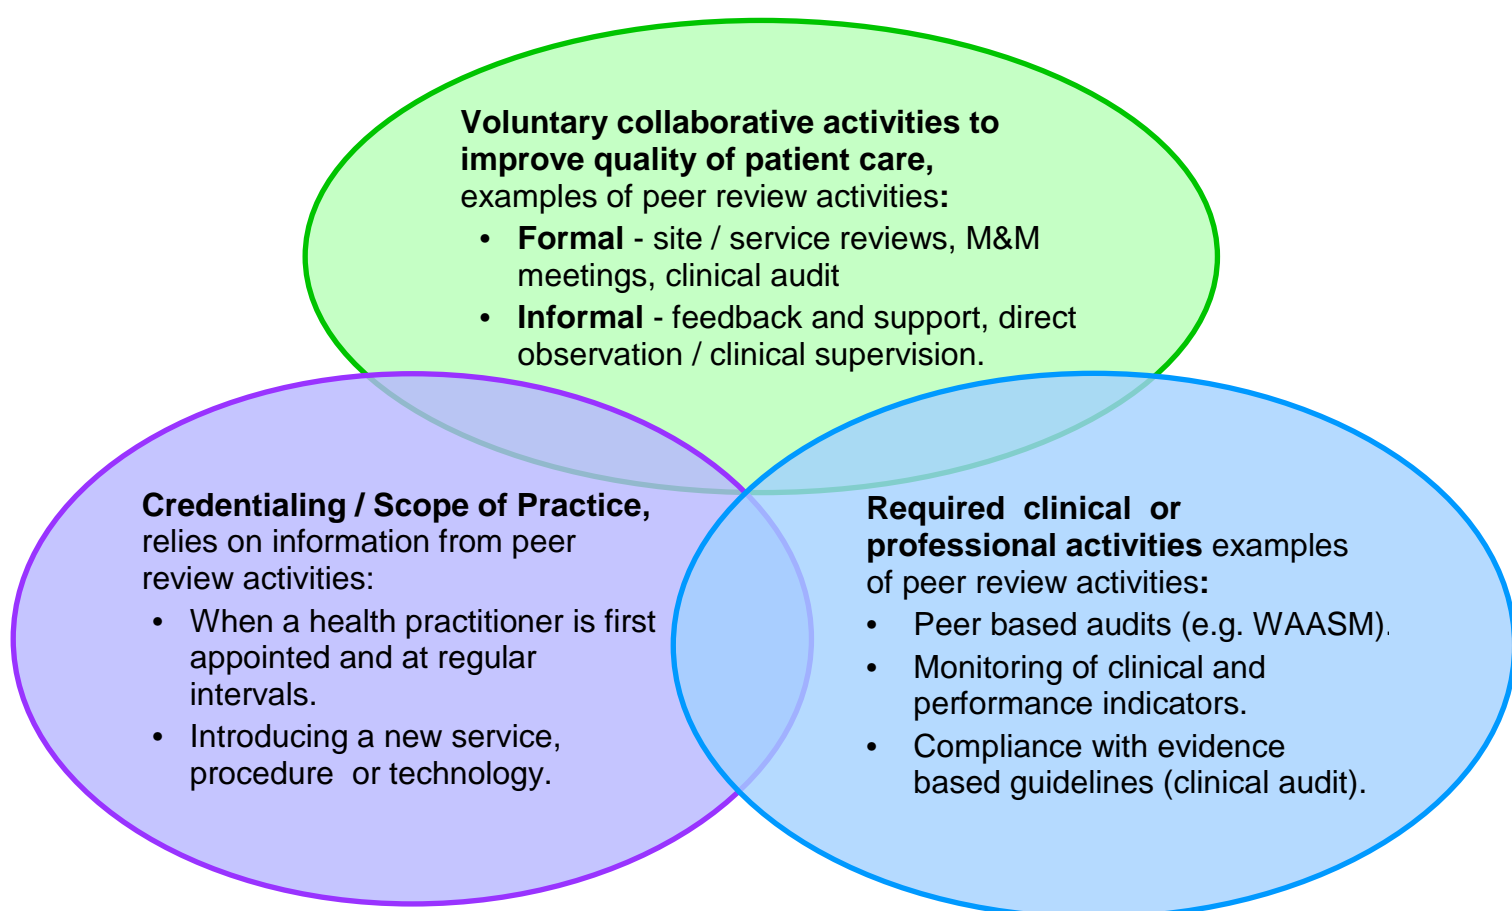 Voluntary collaborative activities to
improve quality of patient care,
examples of peer review activities:
• Formal - site / service reviews, M&M
meetings, clinical audit
• Informal - feedback and support, direct
observation / clinical supervision.
Credentialing / Scope of Practice,
relies on information from peer
review activities:
• When a health practitioner is first
appointed and at regular
intervals.
• Introducing a new service,
procedure or technology.
Required clinical or
professional activities examples
of peer review activities:
• Peer based audits (e.g. WAASM).
• Monitoring of clinical and
performance indicators.
• Compliance with evidence
based guidelines (clinical audit).